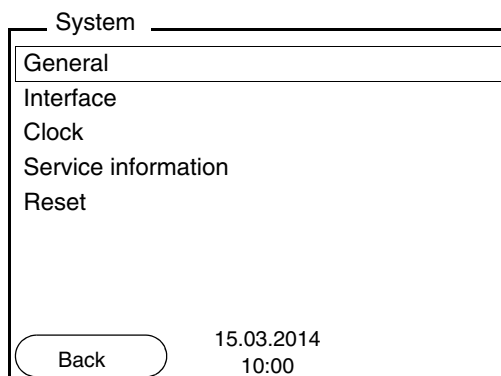 System
General
Interface
Clock
Service information
Reset
15.03.2014
Back
10:00